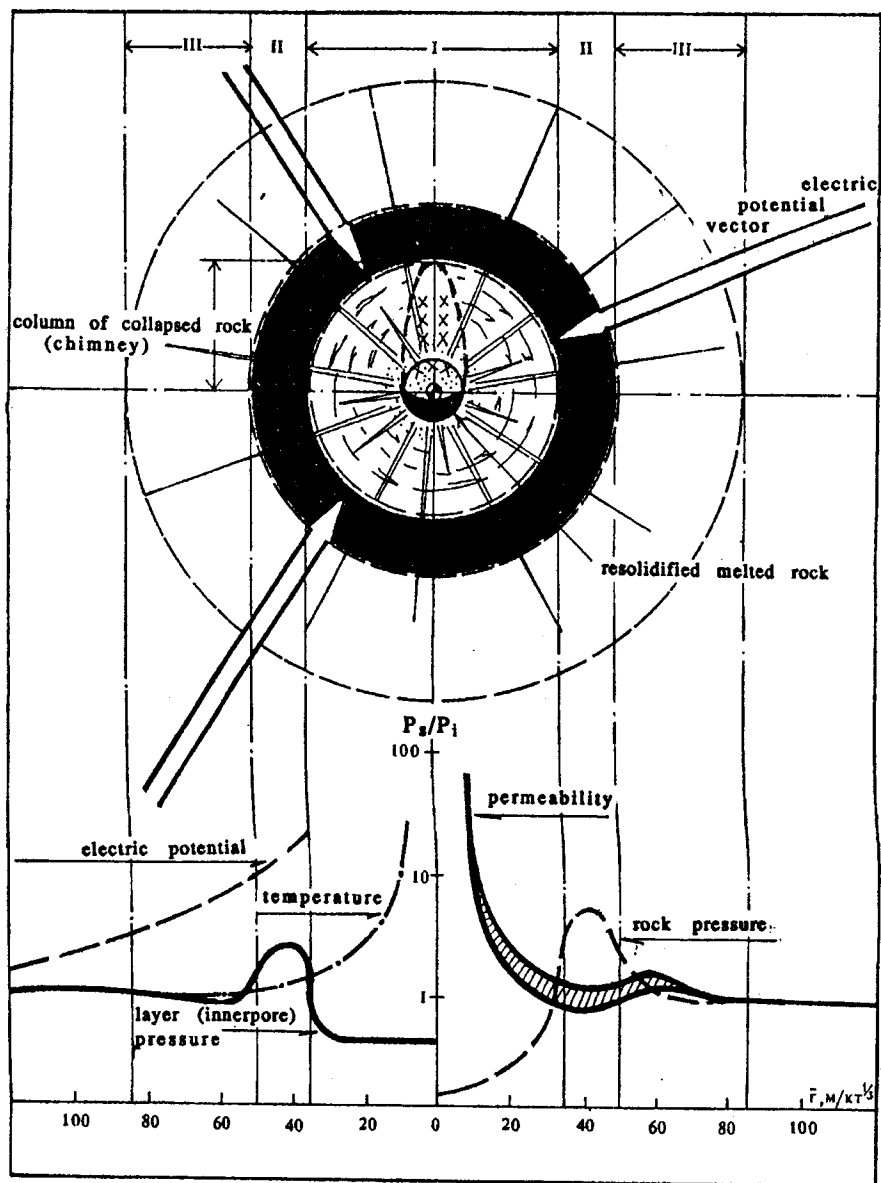 III II I II III
electric
potential
vector
column of collapsed rock
(chimney)
resolidified melted rock
Ps/Pi
100
permeability
electric potential
10
temperature
rock pressure
I
layer (innerpore)
pressure
r̄, м/кт^1/3
100 80 60 40 20 0 20 40 60 80 100